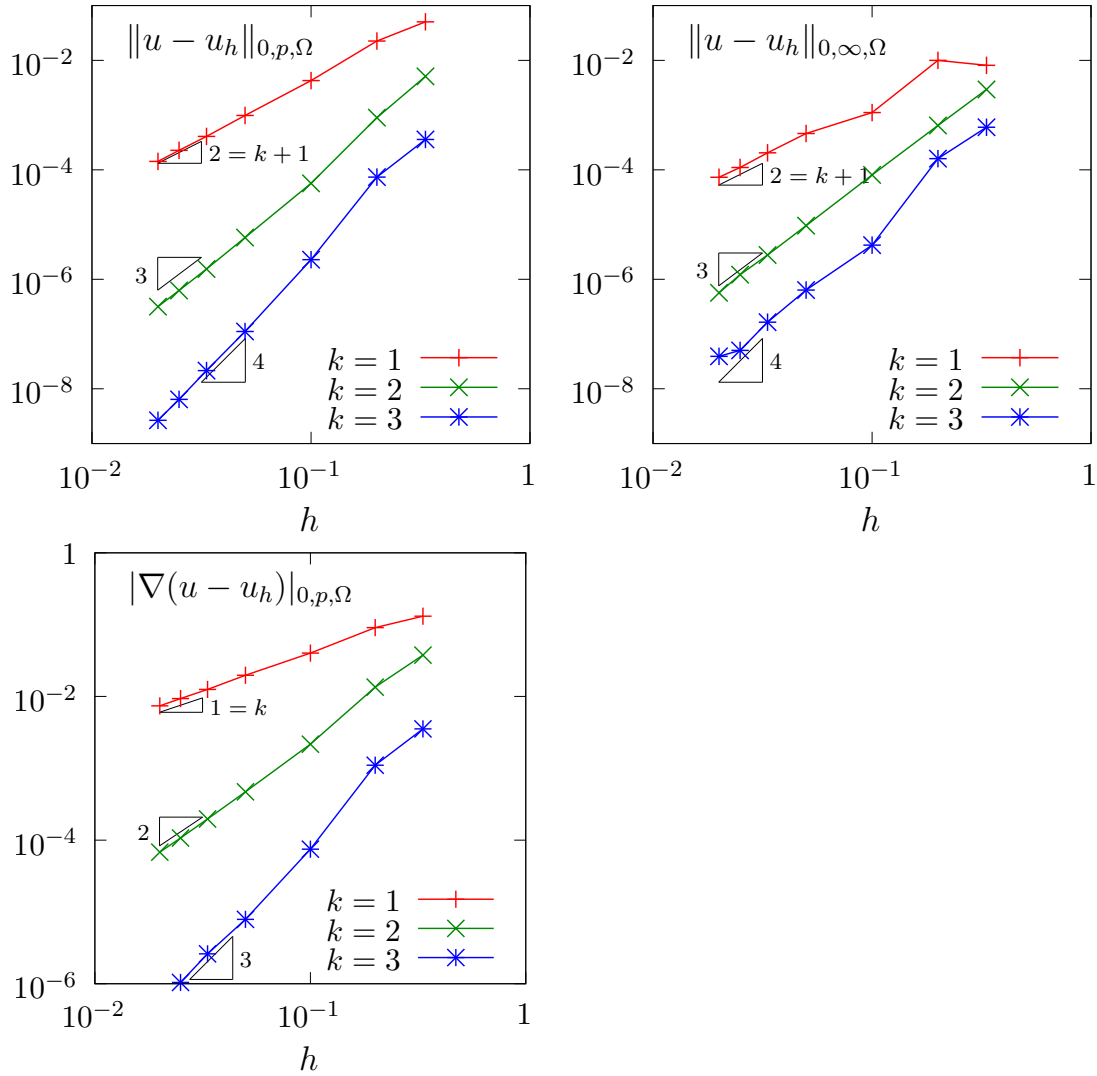 ‖u − u_h‖_{0,p,Ω}
10^{−2}
10^{−4}
10^{−6}
10^{−8}
2 = k + 1
3
4
k = 1
k = 2
k = 3
10^{−2}
10^{−1}
1
h
‖u − u_h‖_{0,∞,Ω}
10^{−2}
10^{−4}
10^{−6}
10^{−8}
2 = k + 1
3
4
k = 1
k = 2
k = 3
10^{−2}
10^{−1}
1
h
|∇(u − u_h)|_{0,p,Ω}
1
10^{−2}
10^{−4}
10^{−6}
1 = k
2
3
k = 1
k = 2
k = 3
10^{−2}
10^{−1}
1
h